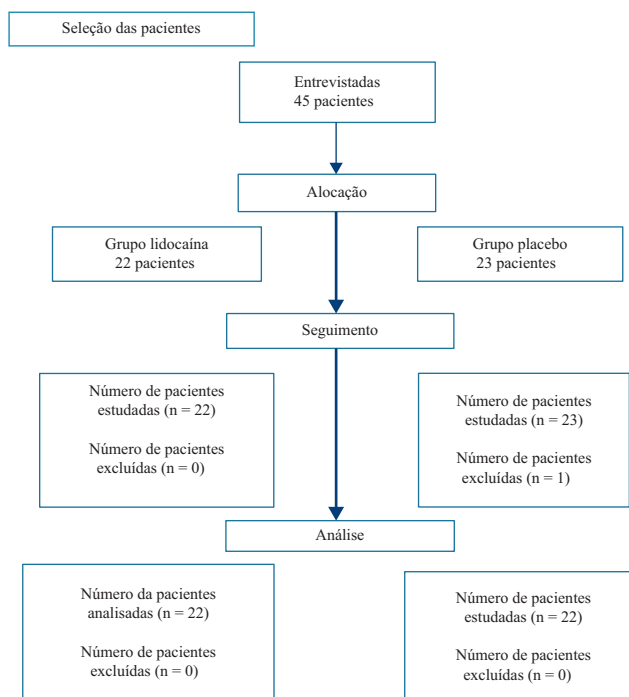 Seleção das pacientes
Entrevistadas
45 pacientes
Alocação
Grupo lidocaína
22 pacientes
Grupo placebo
23 pacientes
Seguimento
Número de pacientes
estudadas (n = 22)
Número de pacientes
excluídas (n = 0)
Número de pacientes
estudadas (n = 23)
Número de pacientes
excluídas (n = 1)
Análise
Número da pacientes
analisadas (n = 22)
Número de pacientes
excluídas (n = 0)
Número de pacientes
estudadas (n = 22)
Número de pacientes
excluídas (n = 0)